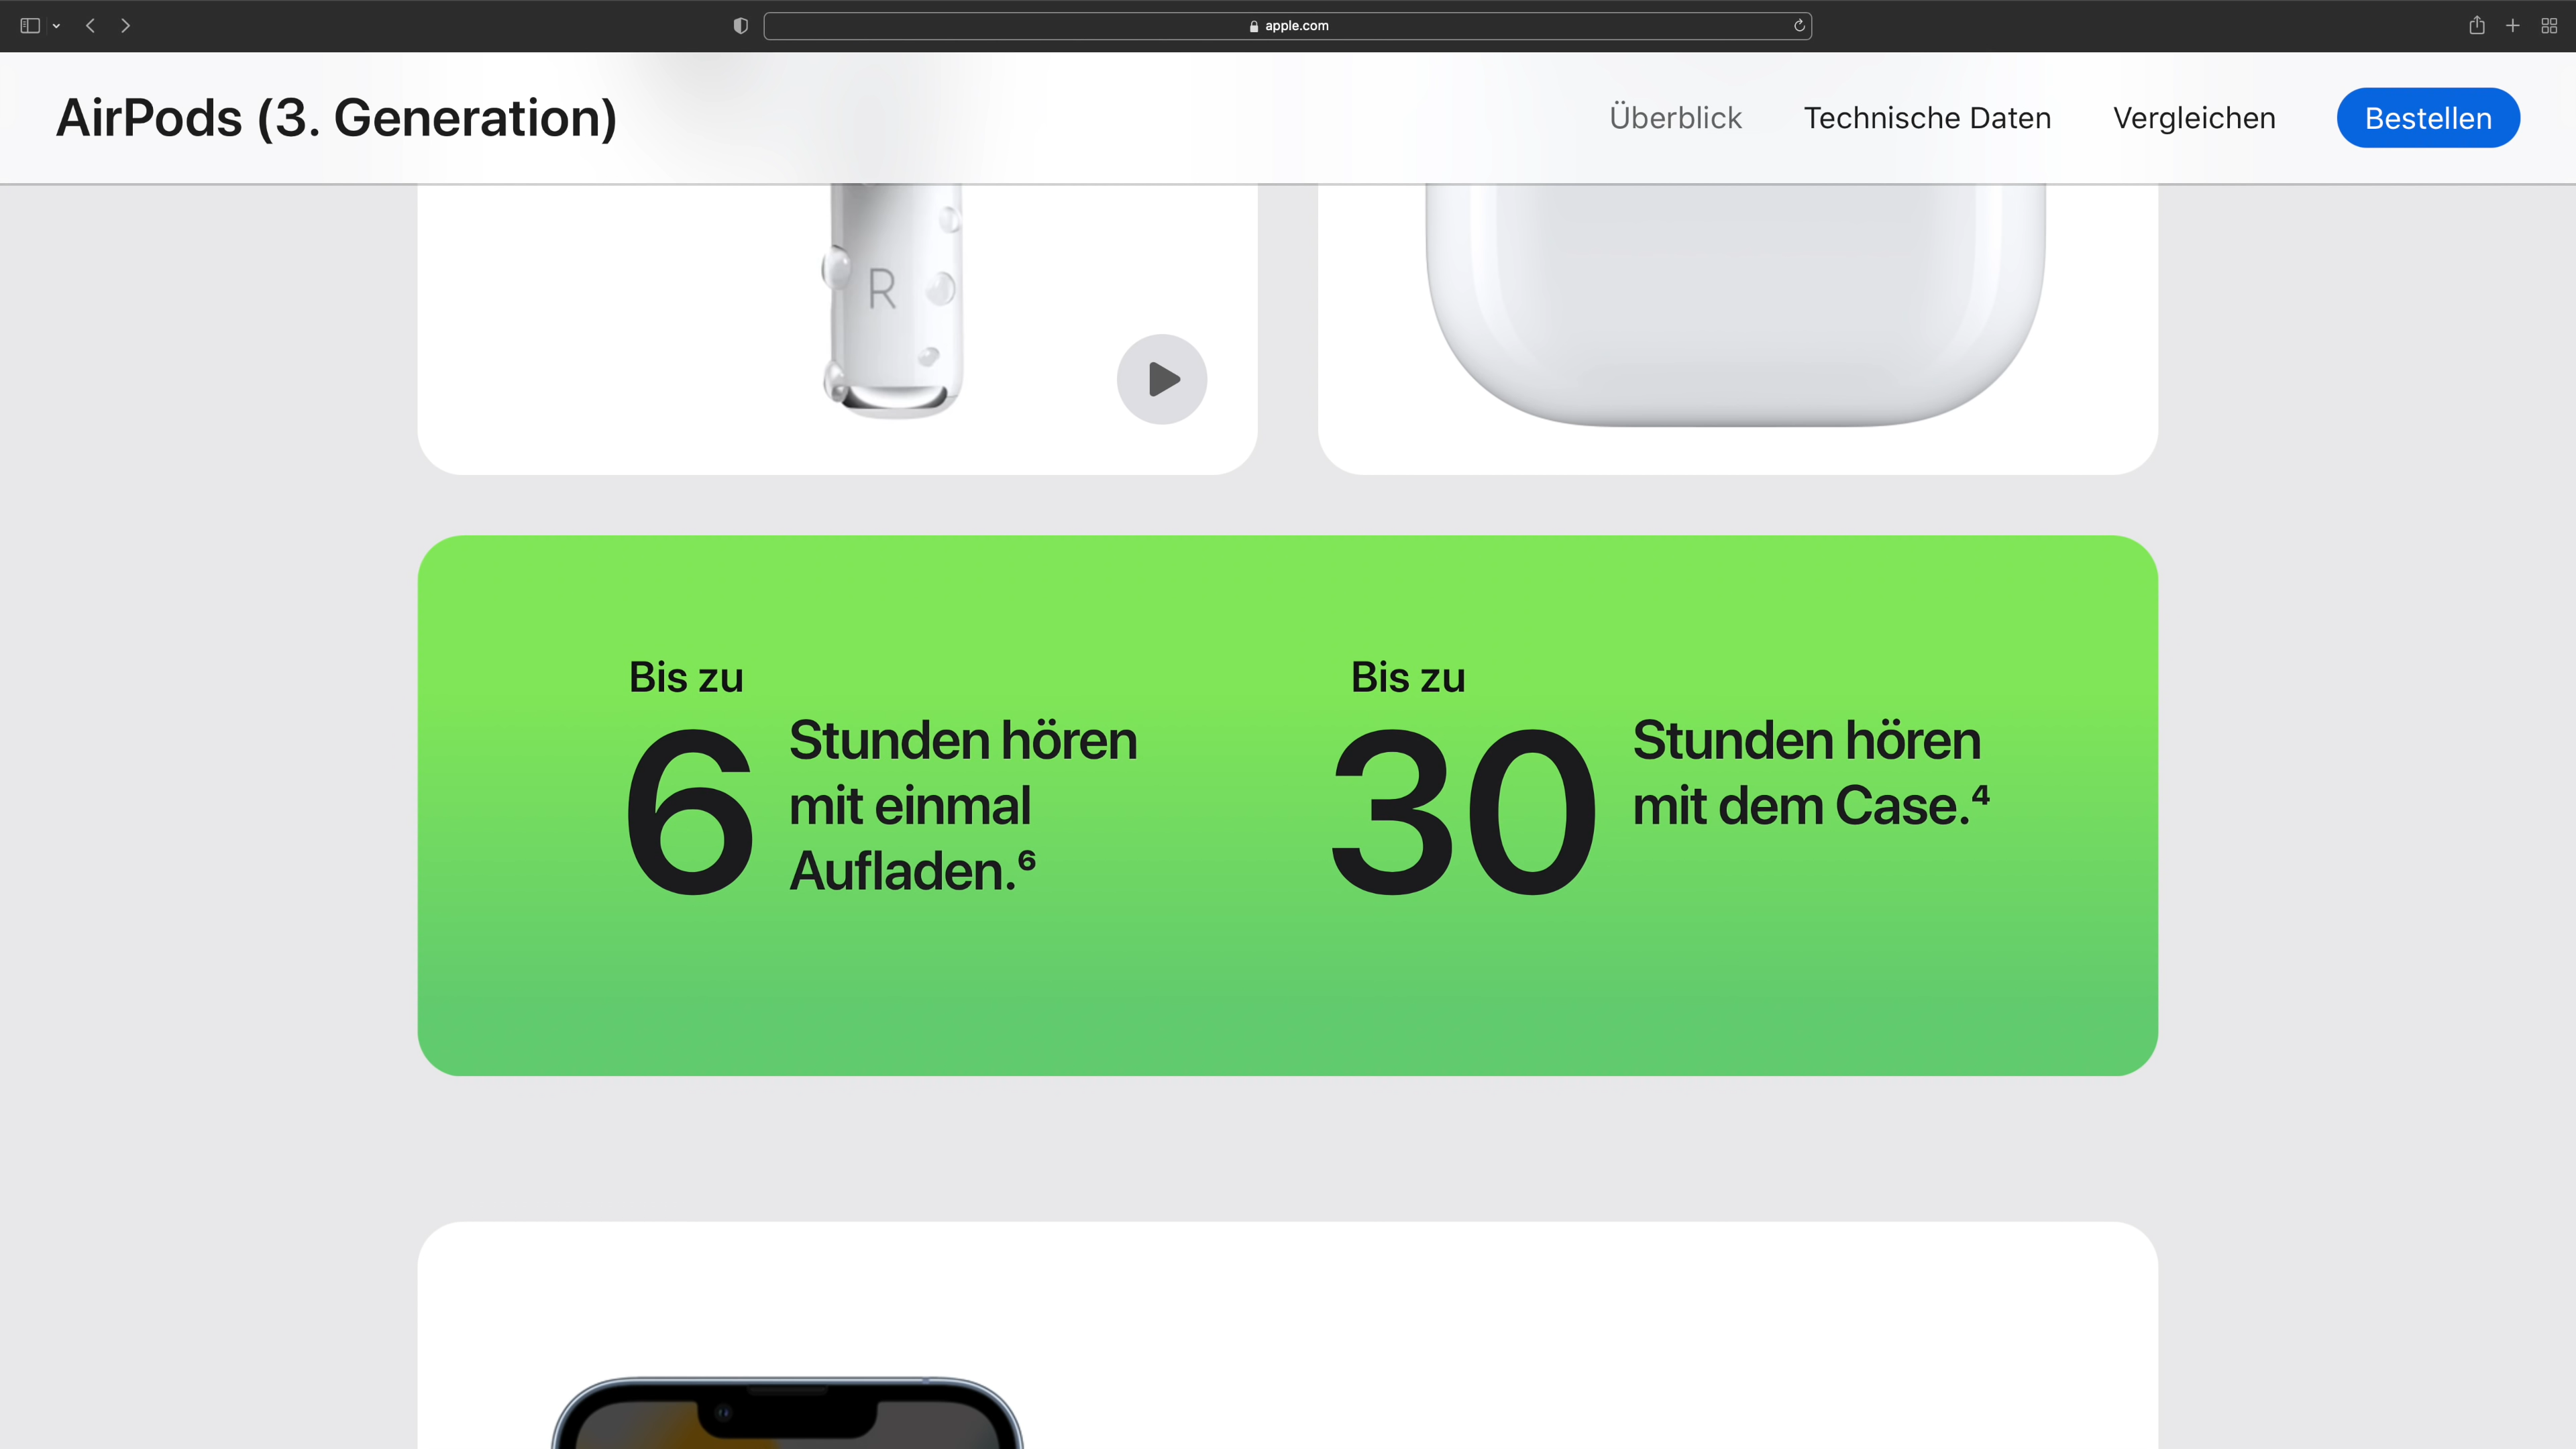 apple.com
AirPods (3. Generation)
Überblick
Technische Daten
Vergleichen
Bestellen
R
Bis zu
6
Stunden hören
mit einmal
Aufladen.⁶
Bis zu
30
Stunden hören
mit dem Case.⁴